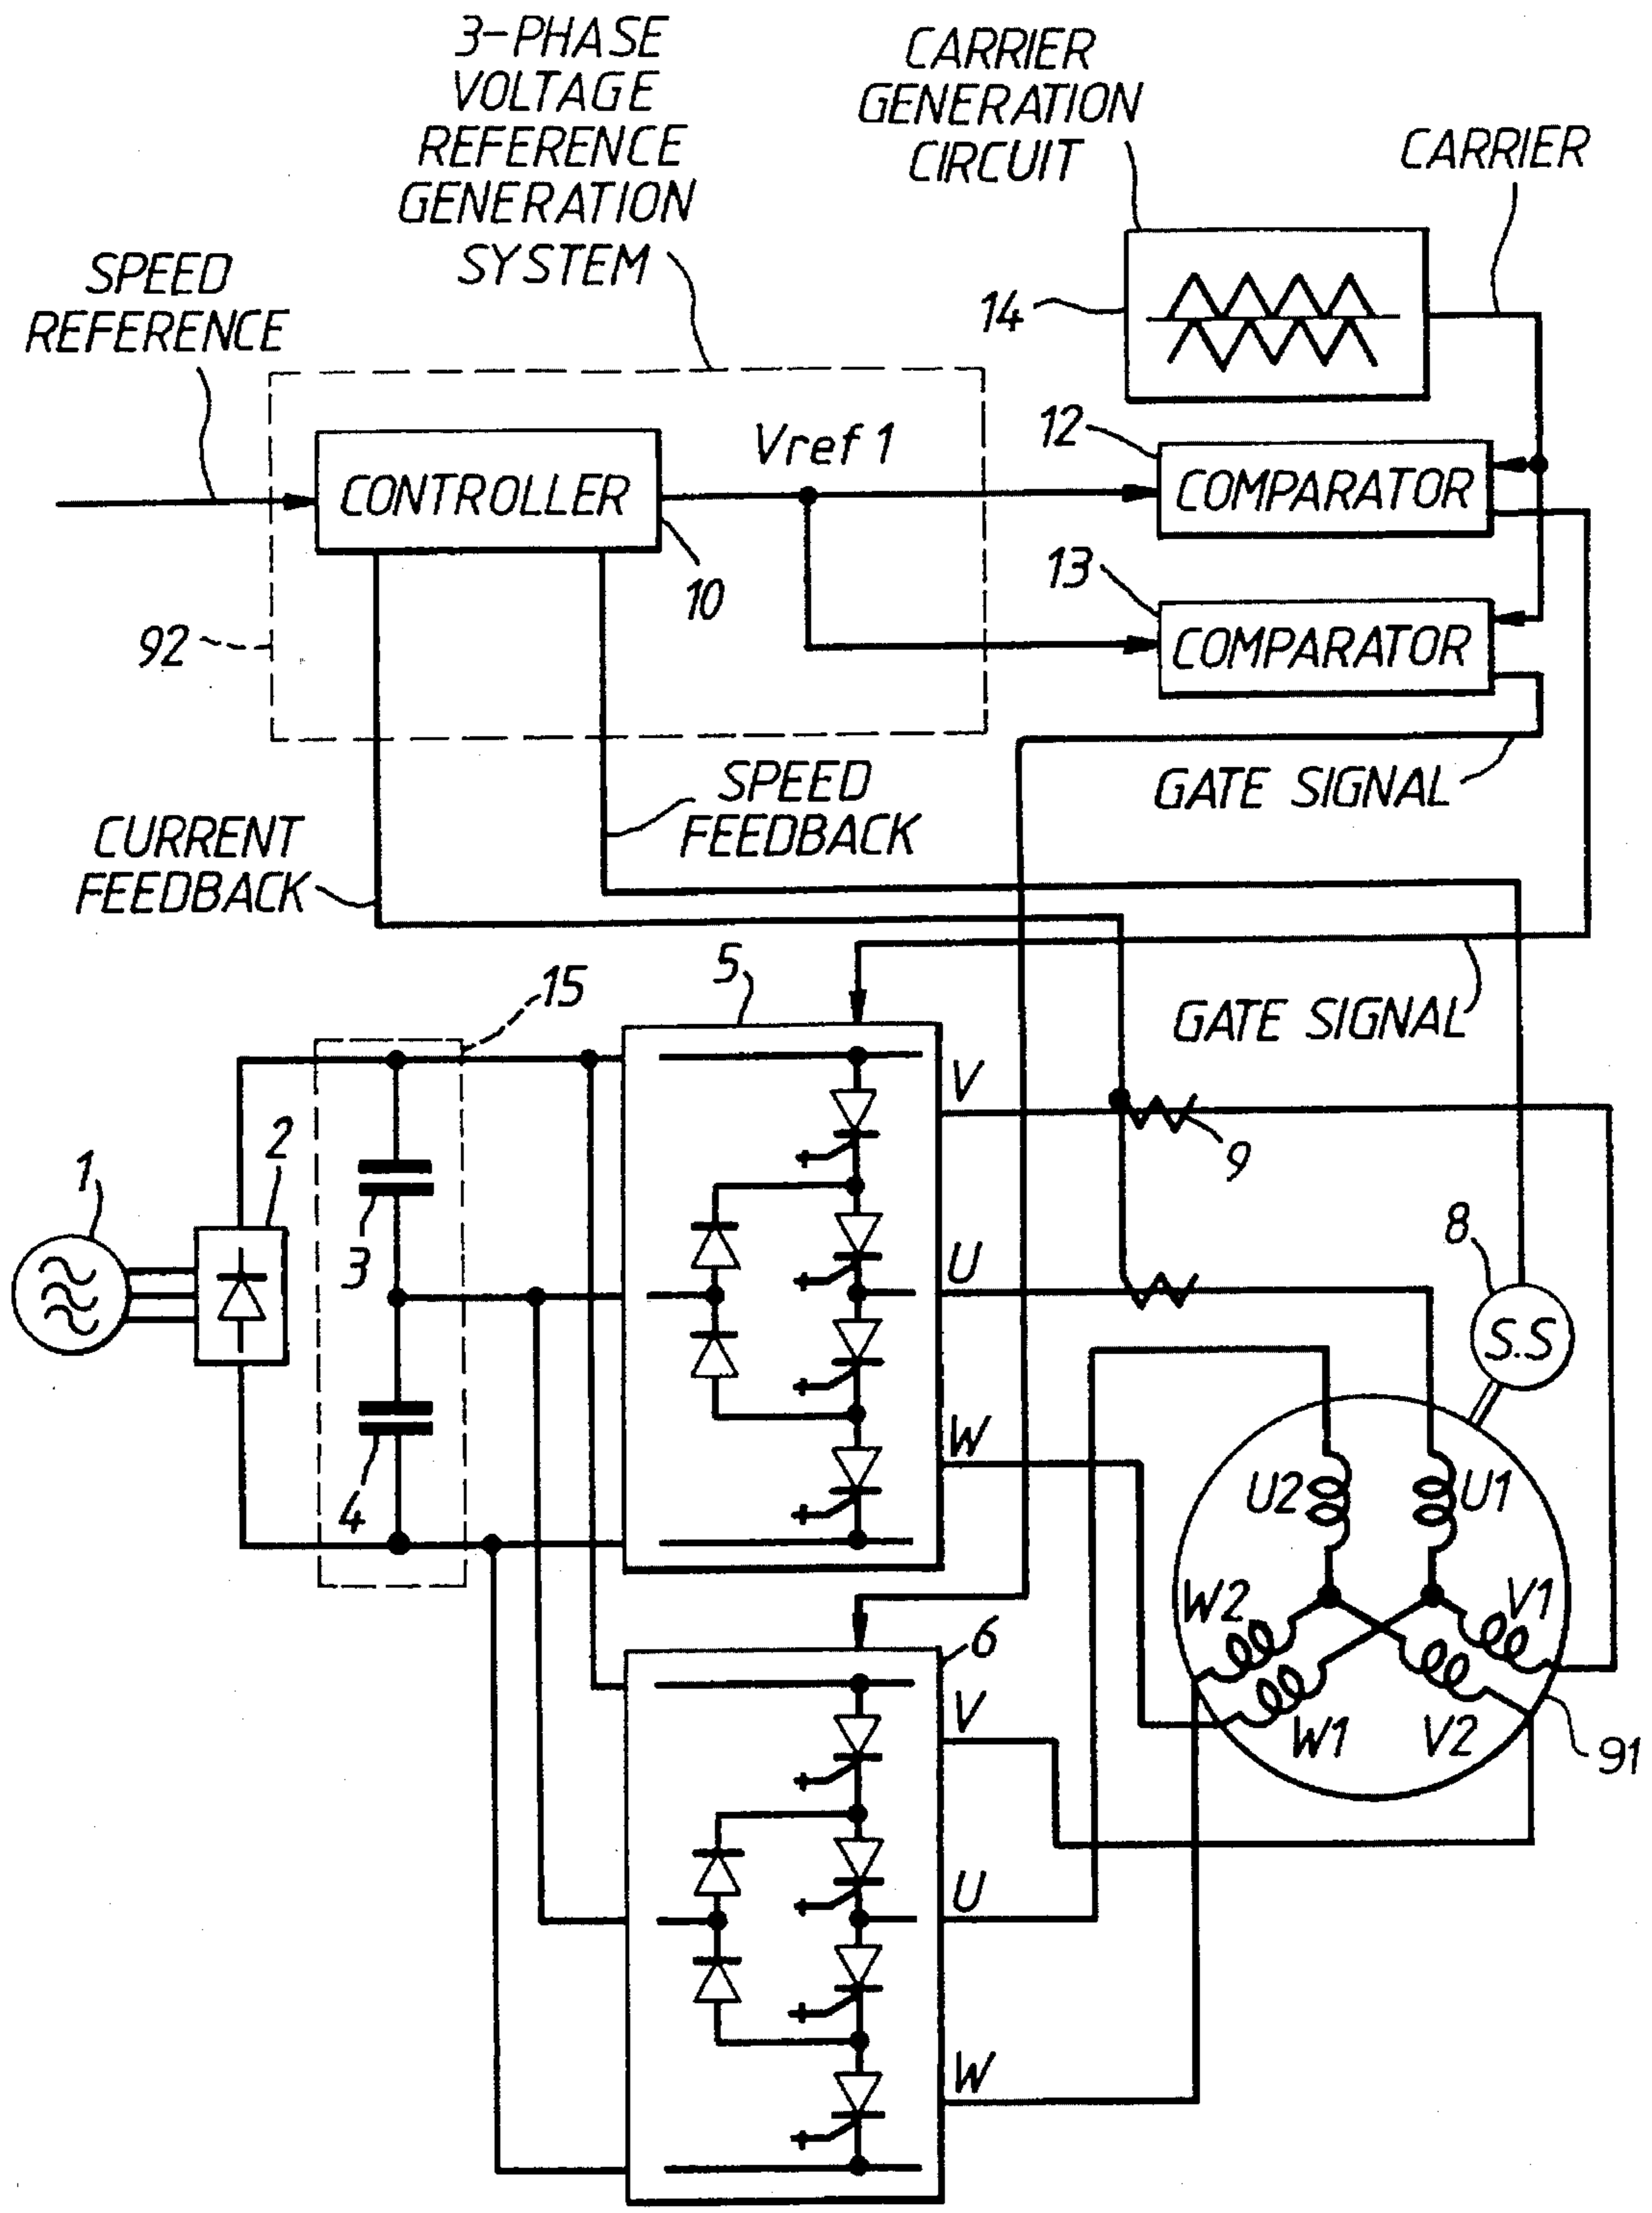 3-PHASE
VOLTAGE
REFERENCE
GENERATION
SYSTEM
CARRIER
GENERATION
CIRCUIT
CARRIER
SPEED
REFERENCE
14
Vref 1
12
CONTROLLER
COMPARATOR
10
13
COMPARATOR
92
GATE SIGNAL
SPEED
FEEDBACK
CURRENT
FEEDBACK
5
15
GATE SIGNAL
V
9
1
2
3
U
8
S.S
4
W
U2
U1
W2
V1
6
V
W1
V2
91
U
W